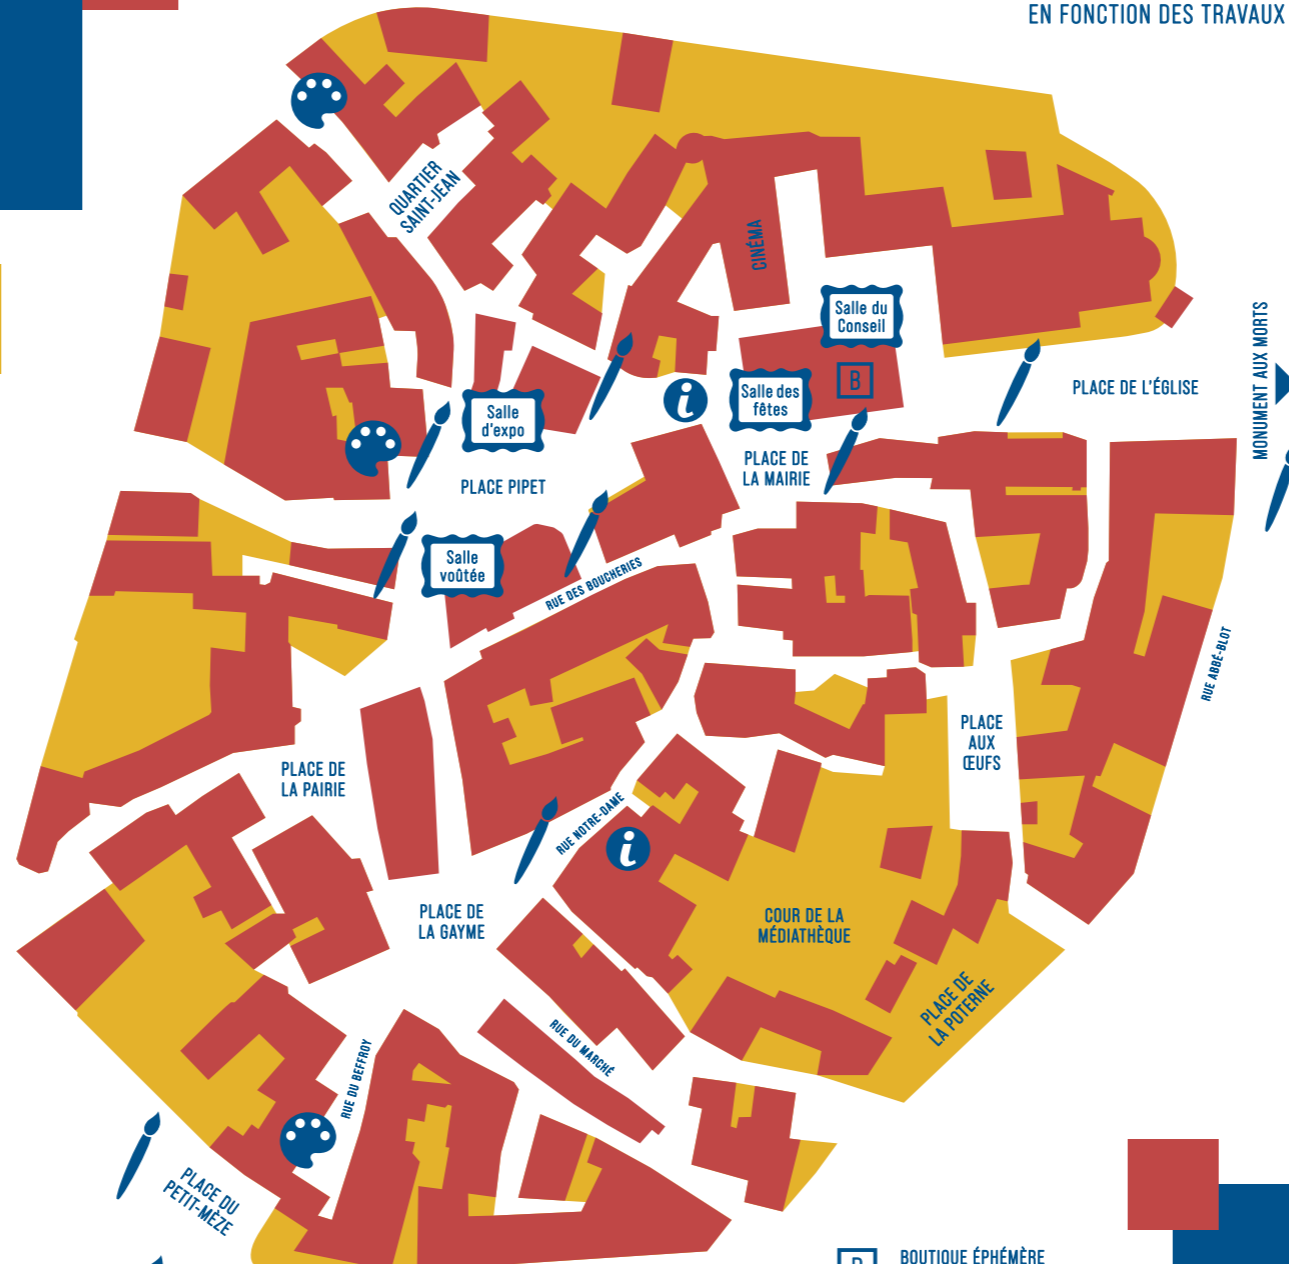 EN FONCTION DES TRAVAUX
QUARTIER
SAINT-JEAN
CINÉMA
Salle du
Conseil
MONUMENT AUX MORTS
B
Salle des
fêtes
i
PLACE DE L'ÉGLISE
Salle
d'expo
PLACE DE
LA MAIRIE
PLACE PIPET
Salle
voûtée
RUE DES BOUCHERIES
RUE ABBÉ-BLOT
PLACE
AUX
ŒUFS
PLACE DE
LA PAIRIE
RUE NOTRE-DAME
i
PLACE DE
LA GAYME
COUR DE LA
MÉDIATHÈQUE
PLACE DE
LA POTERNE
RUE DU MARCHÉ
RUE DU BEFFROY
PLACE DU
PETIT-MÈZE
B
BOUTIQUE ÉPHÉMÈRE